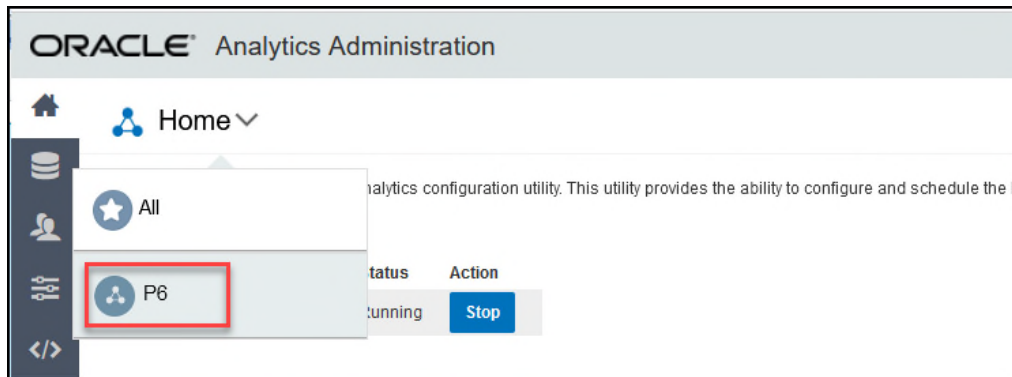 ORACLE® Analytics Administration
Home
nalytics configuration utility. This utility provides the ability to configure and schedule the
All
tatus Action
P6
unning Stop